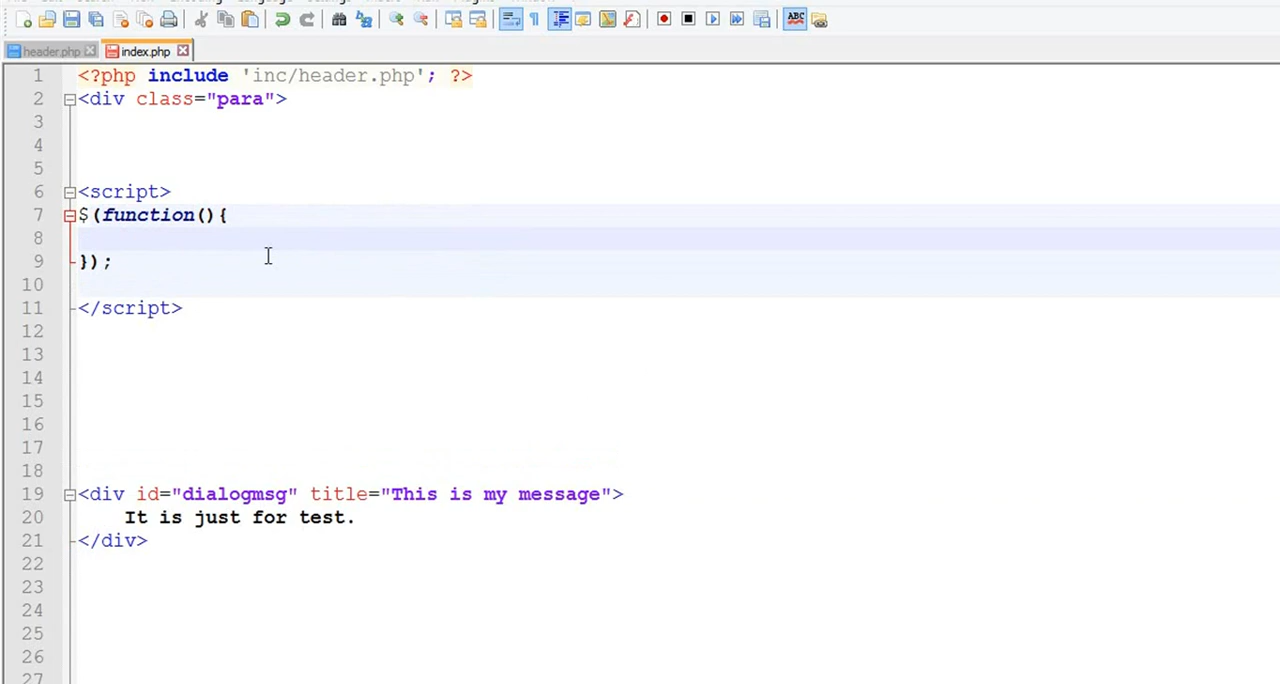 header.php index.php
1 <?php include 'inc/header.php'; ?>
2 <div class="para">
3
4
5
6 <script>
7 $(function(){
8
9 });
10
11 </script>
12
13
14
15
16
17
18
19 <div id="dialogmsg" title="This is my message">
20 It is just for test.
21 </div>
22
23
24
25
26
27